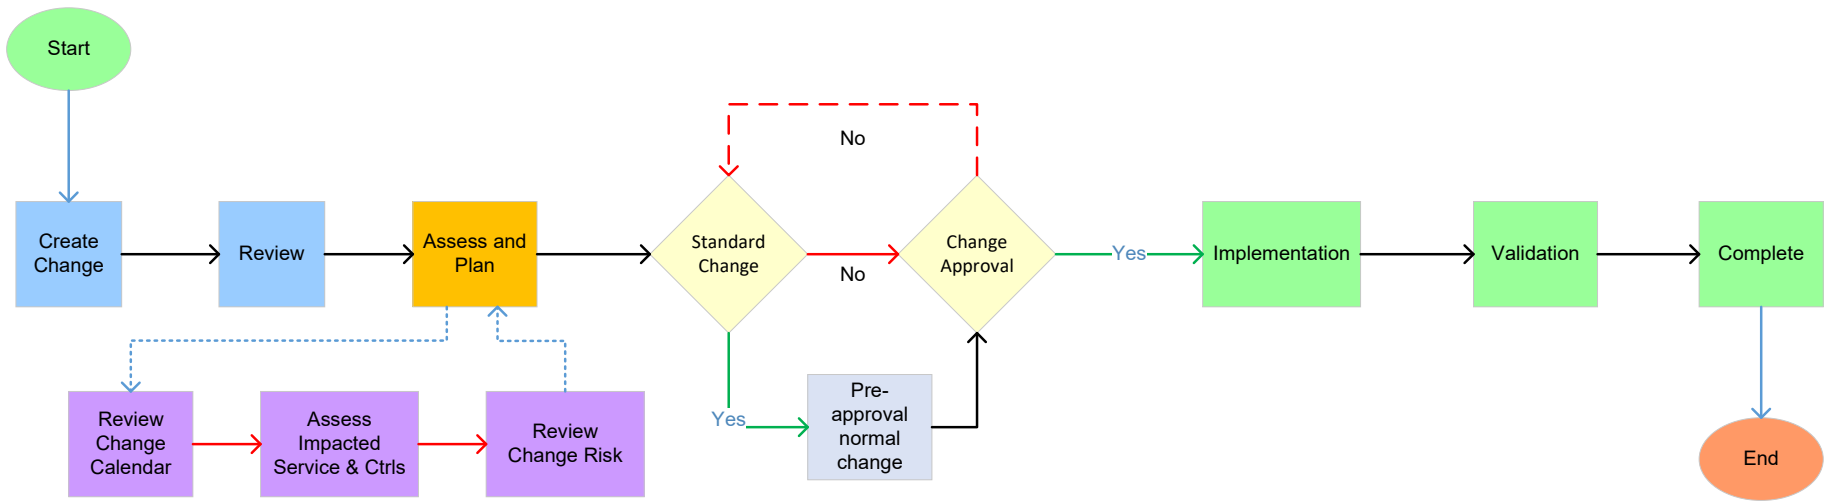 Start
Create
Change
Review
Assess and
Plan
Standard
Change
No
No
Change
Approval
Yes
Implementation
Validation
Complete
Review
Change
Calendar
Assess
Impacted
Service & Ctrls
Review
Change Risk
Yes
Pre-
approval
normal
change
End